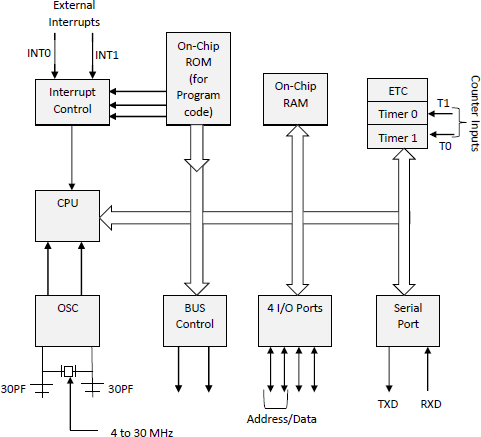 External
Interrupts
INT0
INT1
Interrupt
Control
On-Chip
ROM
(for
Program
code)
On-Chip
RAM
ETC
Timer 0
Timer 1
T1
T0
Counter Inputs
CPU
OSC
BUS
Control
4 I/O Ports
Serial
Port
30PF
30PF
4 to 30 MHz
Address/Data
TXD
RXD